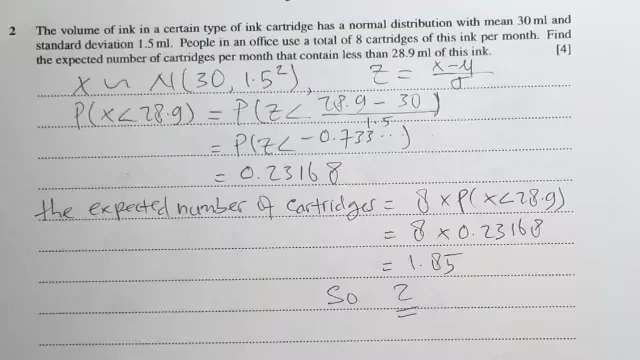 2 The volume of ink in a certain type of ink cartridge has a normal distribution with mean 30 ml and
standard deviation 1.5 ml. People in an office use a total of 8 cartridges of this ink per month. Find
the expected number of cartridges per month that contain less than 28.9 ml of this ink. [4]
X ~ N(30, 1.5²), Z = (x-μ)/σ
P(X<28.9) = P(Z< (28.9 - 30)/1.5)
= P(Z< -0.733...)
= 0.23168
the expected number of cartridges = 8 × P(X<28.9)
= 8 × 0.23168
= 1.85
So 2